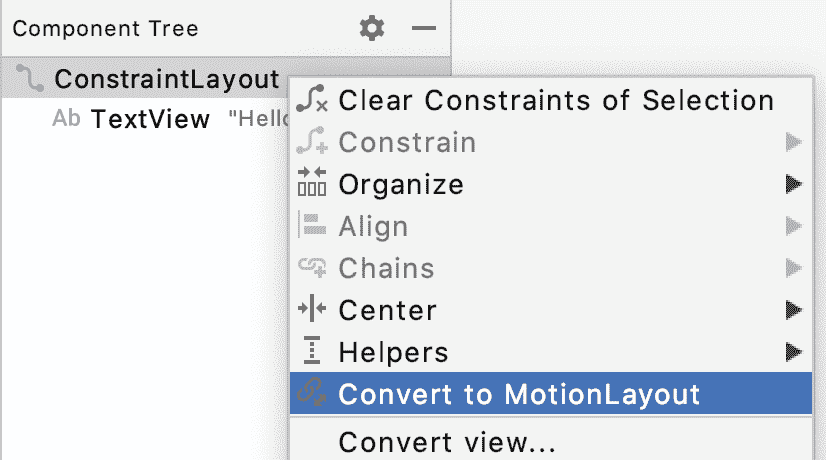 Component Tree
ConstraintLayout
Ab TextView "Hello
Clear Constraints of Selection
Constrain
Organize
Align
Chains
Center
Helpers
Convert to MotionLayout
Convert view...